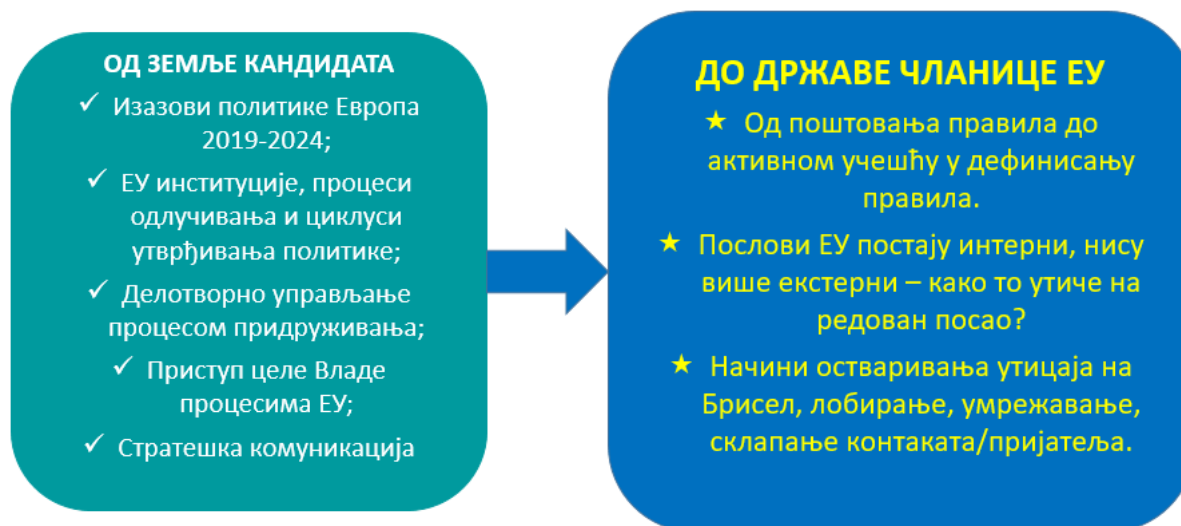 ОД ЗЕМЉЕ КАНДИДАТА
✓ Изазови политике Европа
2019-2024;
✓ ЕУ институције, процеси
одлучивања и циклуси
утврђивања политике;
✓ Делотворно управљање
процесом придруживања;
✓ Приступ целе Владе
процесима ЕУ;
✓ Стратешка комуникација
ДО ДРЖАВЕ ЧЛАНИЦЕ ЕУ
★ Од поштовања правила до
активном учешћу у дефинисању
правила.
★ Послови ЕУ постају интерни, нису
више екстерни – како то утиче на
редован посао?
★ Начини остваривања утицаја на
Брисел, лобирање, умрежавање,
склапање контаката/пријатеља.